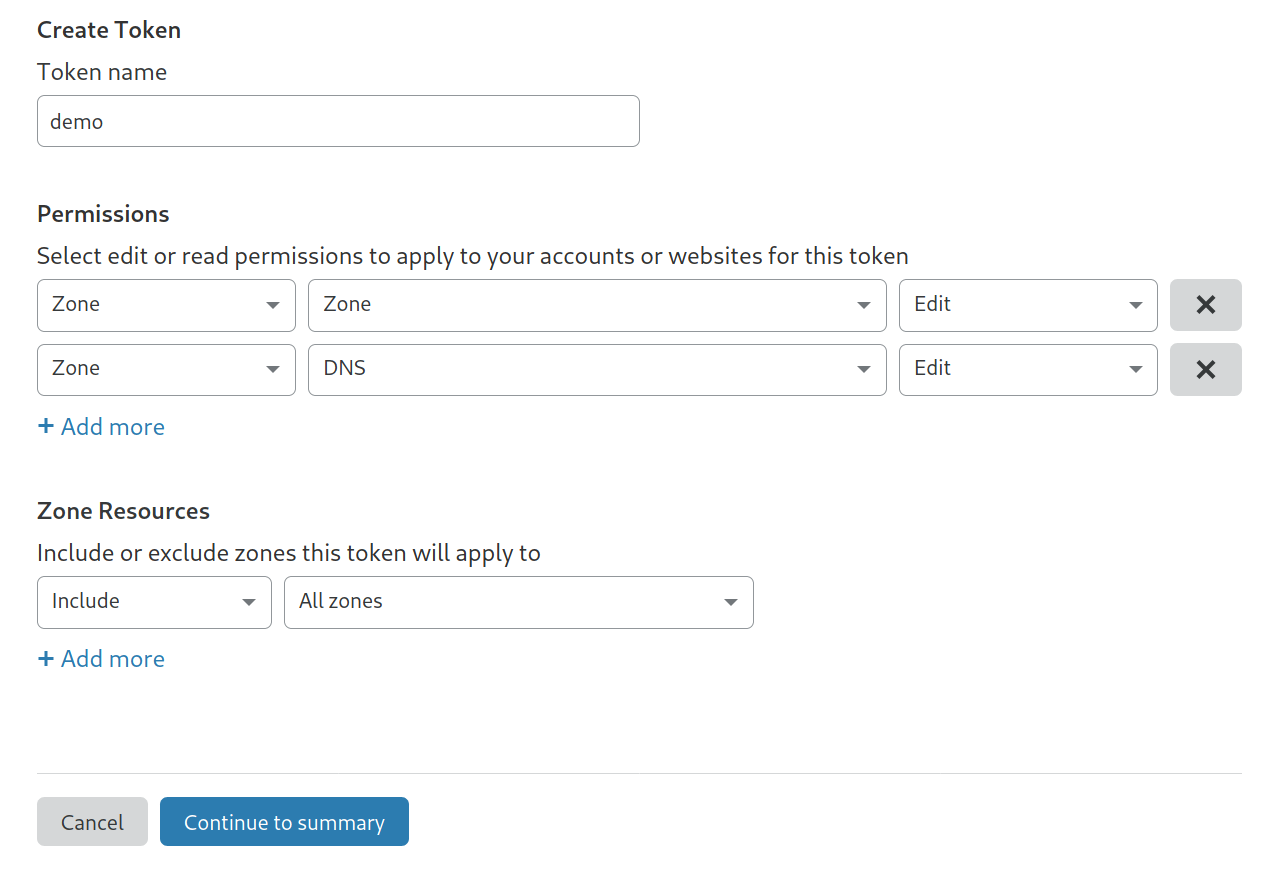 Create Token
Token name
demo
Permissions
Select edit or read permissions to apply to your accounts or websites for this token
Zone Zone Edit
Zone DNS Edit
+ Add more
Zone Resources
Include or exclude zones this token will apply to
Include All zones
+ Add more
Cancel Continue to summary